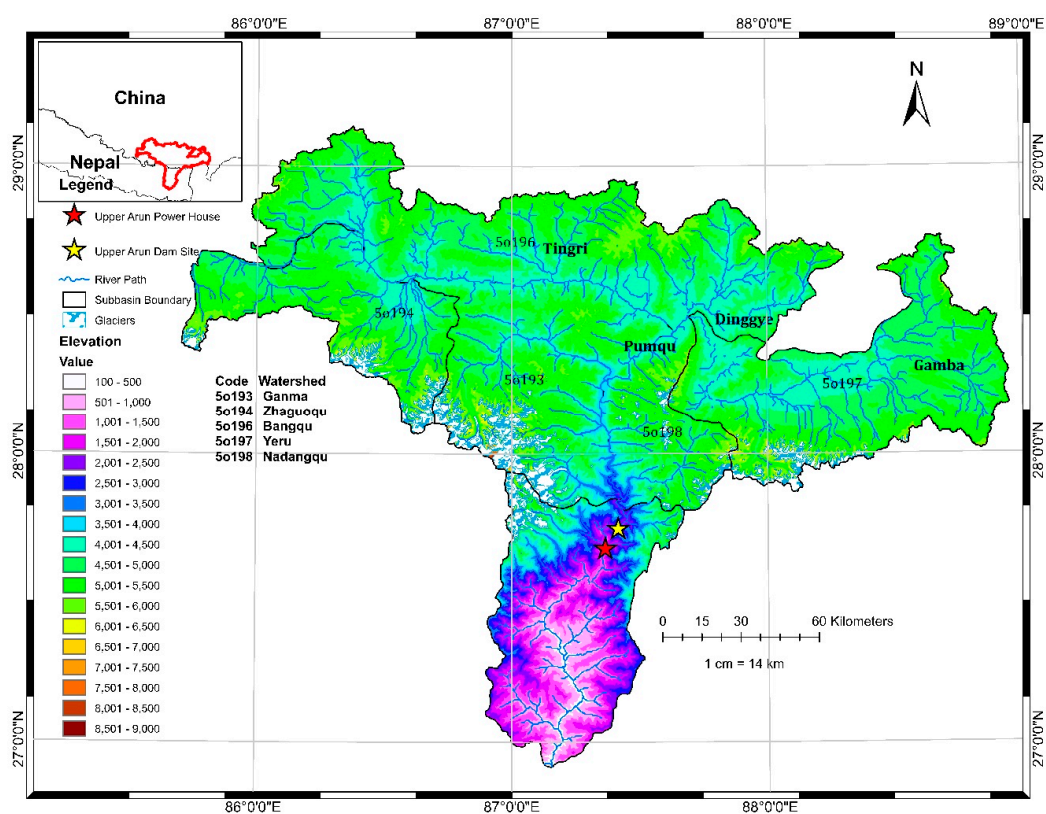 86°0'0"E 87°0'0"E 88°0'0"E 89°0'0"E
29°0'0"N
28°0'0"N
27°0'0"N
29°0'0"N
28°0'0"N
27°0'0"N
China
Nepal
N
Legend
Upper Arun Power House
Upper Arun Dam Site
River Path
Subbasin Boundary
Glaciers
Elevation
Value
100 - 500
501 - 1,000
1,001 - 1,500
1,501 - 2,000
2,001 - 2,500
2,501 - 3,000
3,001 - 3,500
3,501 - 4,000
4,001 - 4,500
4,501 - 5,000
5,001 - 5,500
5,501 - 6,000
6,001 - 6,500
6,501 - 7,000
7,001 - 7,500
7,501 - 8,000
8,001 - 8,500
8,501 - 9,000
Code Watershed
5o193 Ganma
5o194 Zhaguoqu
5o196 Bangqu
5o197 Yeru
5o198 Nadangqu
5o196 Tingri
5o194
Dinggye
Pumqu
Gamba
5o193
5o197
5o198
0 15 30 60 Kilometers
1 cm = 14 km
86°0'0"E 87°0'0"E 88°0'0"E